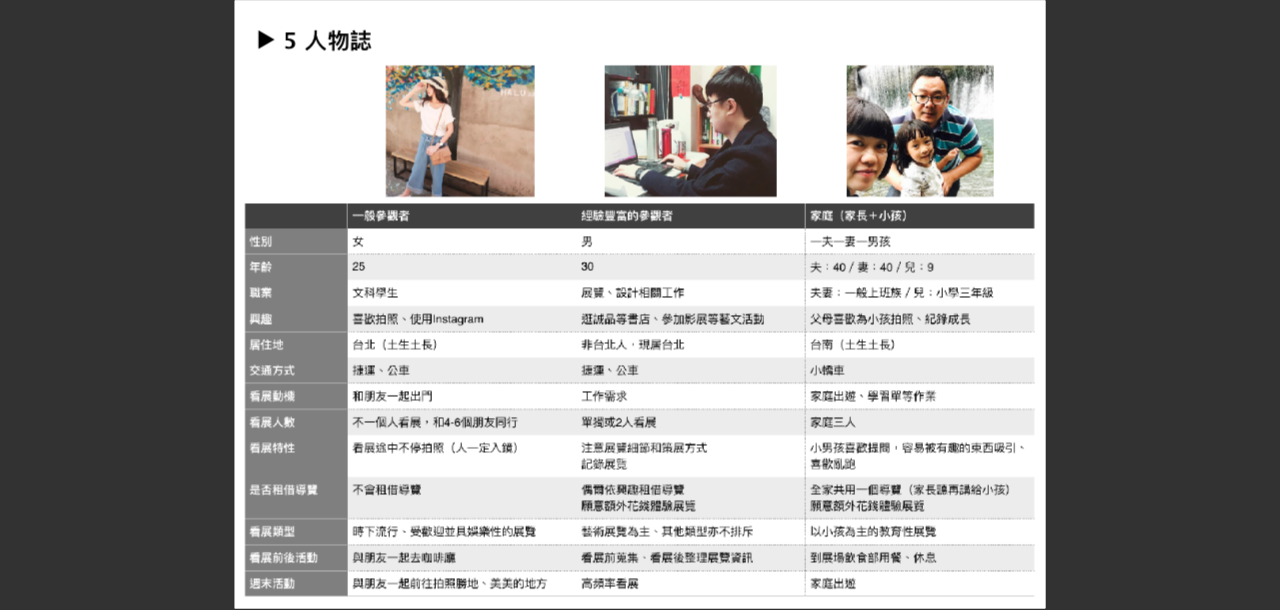 ▶ 5 人物誌
一般參觀者 經驗豐富的參觀者 家庭（家長＋小孩）
性別 女 男 一夫一妻一男孩
年齡 25 30 夫：40 / 妻：40 / 兒：9
職業 文科學生 展覽、設計相關工作 夫妻：一般上班族 / 兒：小學三年級
興趣 喜歡拍照、使用Instagram 逛誠品等書店、參加影展等藝文活動 父母喜歡為小孩拍照、紀錄成長
居住地 台北（土生土長） 非台北人，現居台北 台南（土生土長）
交通方式 捷運、公車 捷運、公車 小轎車
看展動機 和朋友一起出門 工作需求 家庭出遊、學習單等作業
看展人數 不一個人看展，和4-6個朋友同行 單獨或2人看展 家庭三人
看展特性 看展途中不停拍照（人一定入鏡） 注意展覽細節和策展方式 小男孩喜歡提問，容易被有趣的東西吸引、
記錄展覽 喜歡亂跑
是否租借導覽 不會租借導覽 偶爾依興趣租借導覽 全家共用一個導覽（家長聽再講給小孩）
願意額外花錢體驗展覽 願意額外花錢體驗展覽
看展類型 時下流行、受歡迎並具娛樂性的展覽 藝術展覽為主、其他類型亦不排斥 以小孩為主的教育性展覽
看展前後活動 與朋友一起去咖啡廳 看展前蒐集、看展後整理展覽資訊 到展場飲食部用餐、休息
週末活動 與朋友一起前往拍照勝地、美美的地方 高頻率看展 家庭出遊